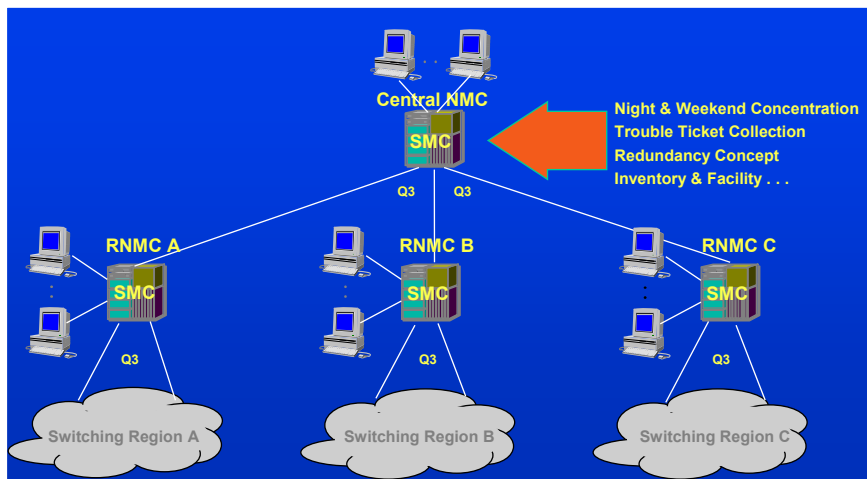 Central NMC
SMC
Night & Weekend Concentration
Trouble Ticket Collection
Redundancy Concept
Inventory & Facility . . .
Q3 Q3
RNMC A
RNMC B
RNMC C
SMC
SMC
SMC
Q3
Q3
Q3
Switching Region A
Switching Region B
Switching Region C